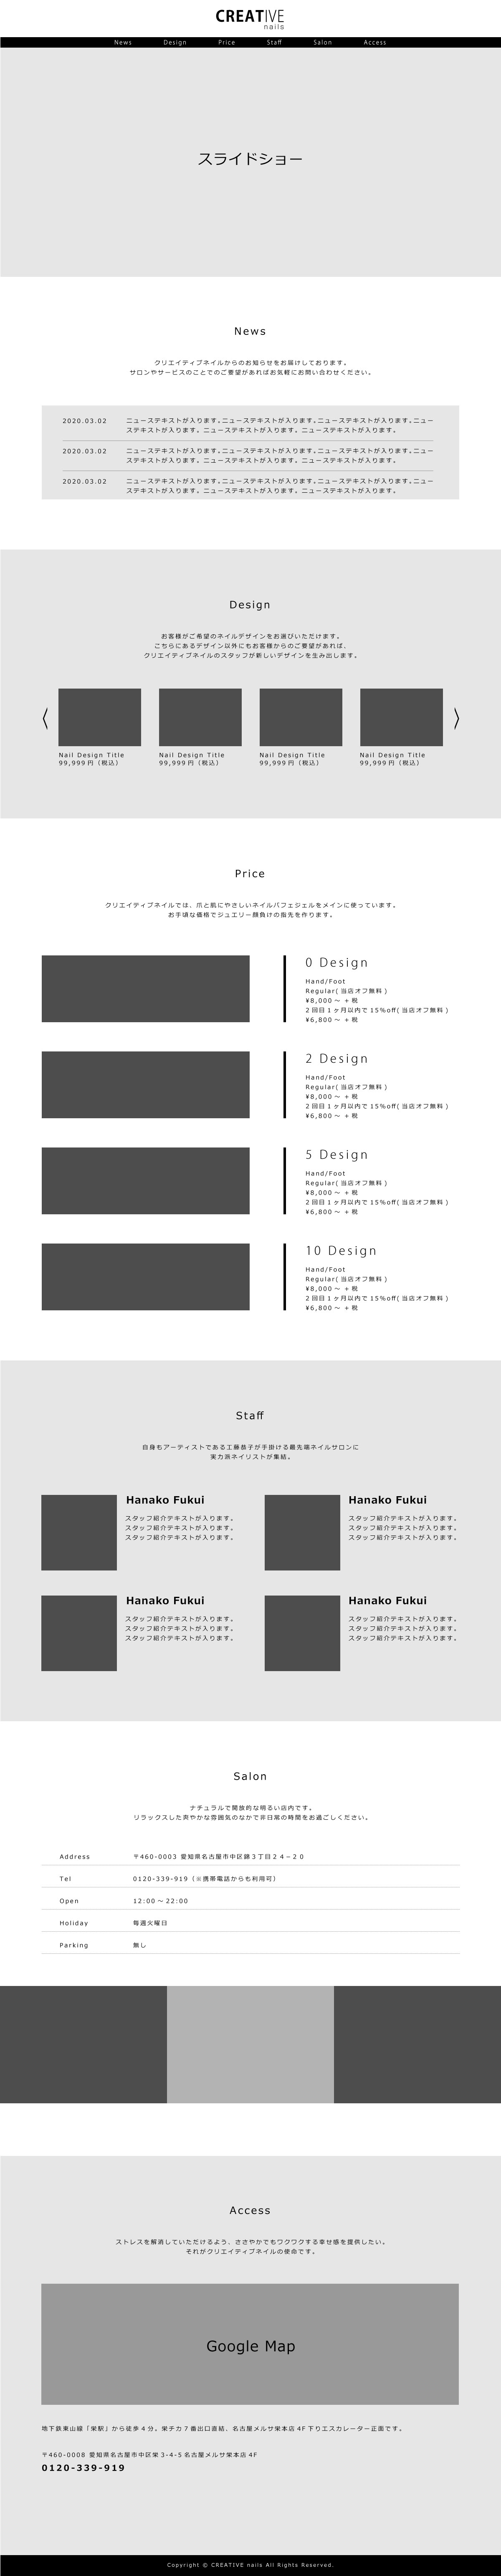 CREATIVE
nails
News Design Price Staff Salon Access
スライドショー
News
クリエイティブネイルからのお知らせをお届けしております。
サロンやサービスのことでのご要望があればお気軽にお問い合わせください。
2020.03.02 ニューステキストが入ります。ニューステキストが入ります。ニューステキストが入ります。ニュー
ステキストが入ります。ニューステキストが入ります。ニューステキストが入ります。
2020.03.02 ニューステキストが入ります。ニューステキストが入ります。ニューステキストが入ります。ニュー
ステキストが入ります。ニューステキストが入ります。ニューステキストが入ります。
2020.03.02 ニューステキストが入ります。ニューステキストが入ります。ニューステキストが入ります。ニュー
ステキストが入ります。ニューステキストが入ります。ニューステキストが入ります。
Design
お客様がご希望のネイルデザインをお選びいただけます。
こちらにあるデザイン以外にもお客様からのご要望があれば、
クリエイティブネイルのスタッフが新しいデザインを生み出します。
Nail Design Title
99,999円（税込）
Nail Design Title
99,999円（税込）
Nail Design Title
99,999円（税込）
Nail Design Title
99,999円（税込）
Price
クリエイティブネイルでは、爪と肌にやさしいネイルパフェジェルをメインに使っています。
お手頃な価格でジュエリー顔負けの指先を作ります。
0 Design
Hand/Foot
Regular(当店オフ無料)
¥8,000〜 +税
2回目1ヶ月以内で15%off(当店オフ無料)
¥6,800〜 +税
2 Design
Hand/Foot
Regular(当店オフ無料)
¥8,000〜 +税
2回目1ヶ月以内で15%off(当店オフ無料)
¥6,800〜 +税
5 Design
Hand/Foot
Regular(当店オフ無料)
¥8,000〜 +税
2回目1ヶ月以内で15%off(当店オフ無料)
¥6,800〜 +税
10 Design
Hand/Foot
Regular(当店オフ無料)
¥8,000〜 +税
2回目1ヶ月以内で15%off(当店オフ無料)
¥6,800〜 +税
Staff
自身もアーティストである工藤恭子が手掛ける最先端ネイルサロンに
実力派ネイリストが集結。
Hanako Fukui
スタッフ紹介テキストが入ります。
スタッフ紹介テキストが入ります。
スタッフ紹介テキストが入ります。
Hanako Fukui
スタッフ紹介テキストが入ります。
スタッフ紹介テキストが入ります。
スタッフ紹介テキストが入ります。
Hanako Fukui
スタッフ紹介テキストが入ります。
スタッフ紹介テキストが入ります。
スタッフ紹介テキストが入ります。
Hanako Fukui
スタッフ紹介テキストが入ります。
スタッフ紹介テキストが入ります。
スタッフ紹介テキストが入ります。
Salon
ナチュラルで開放的な明るい店内です。
リラックスした爽やかな雰囲気のなかで非日常の時間をお過ごしください。
Address 〒460-0003 愛知県名古屋市中区錦３丁目２４−２０
Tel 0120-339-919（※携帯電話からも利用可）
Open 12:00〜22:00
Holiday 毎週火曜日
Parking 無し
Access
ストレスを解消していただけるよう、ささやかでもワクワクする幸せ感を提供したい。
それがクリエイティブネイルの使命です。
Google Map
地下鉄東山線「栄駅」から徒歩4分。栄チカ7番出口直結、名古屋メルサ栄本店4F下りエスカレーター正面です。
〒460-0008 愛知県名古屋市中区栄3-4-5名古屋メルサ栄本店4F
0120-339-919
Copyright © CREATIVE nails All Rights Reserved.